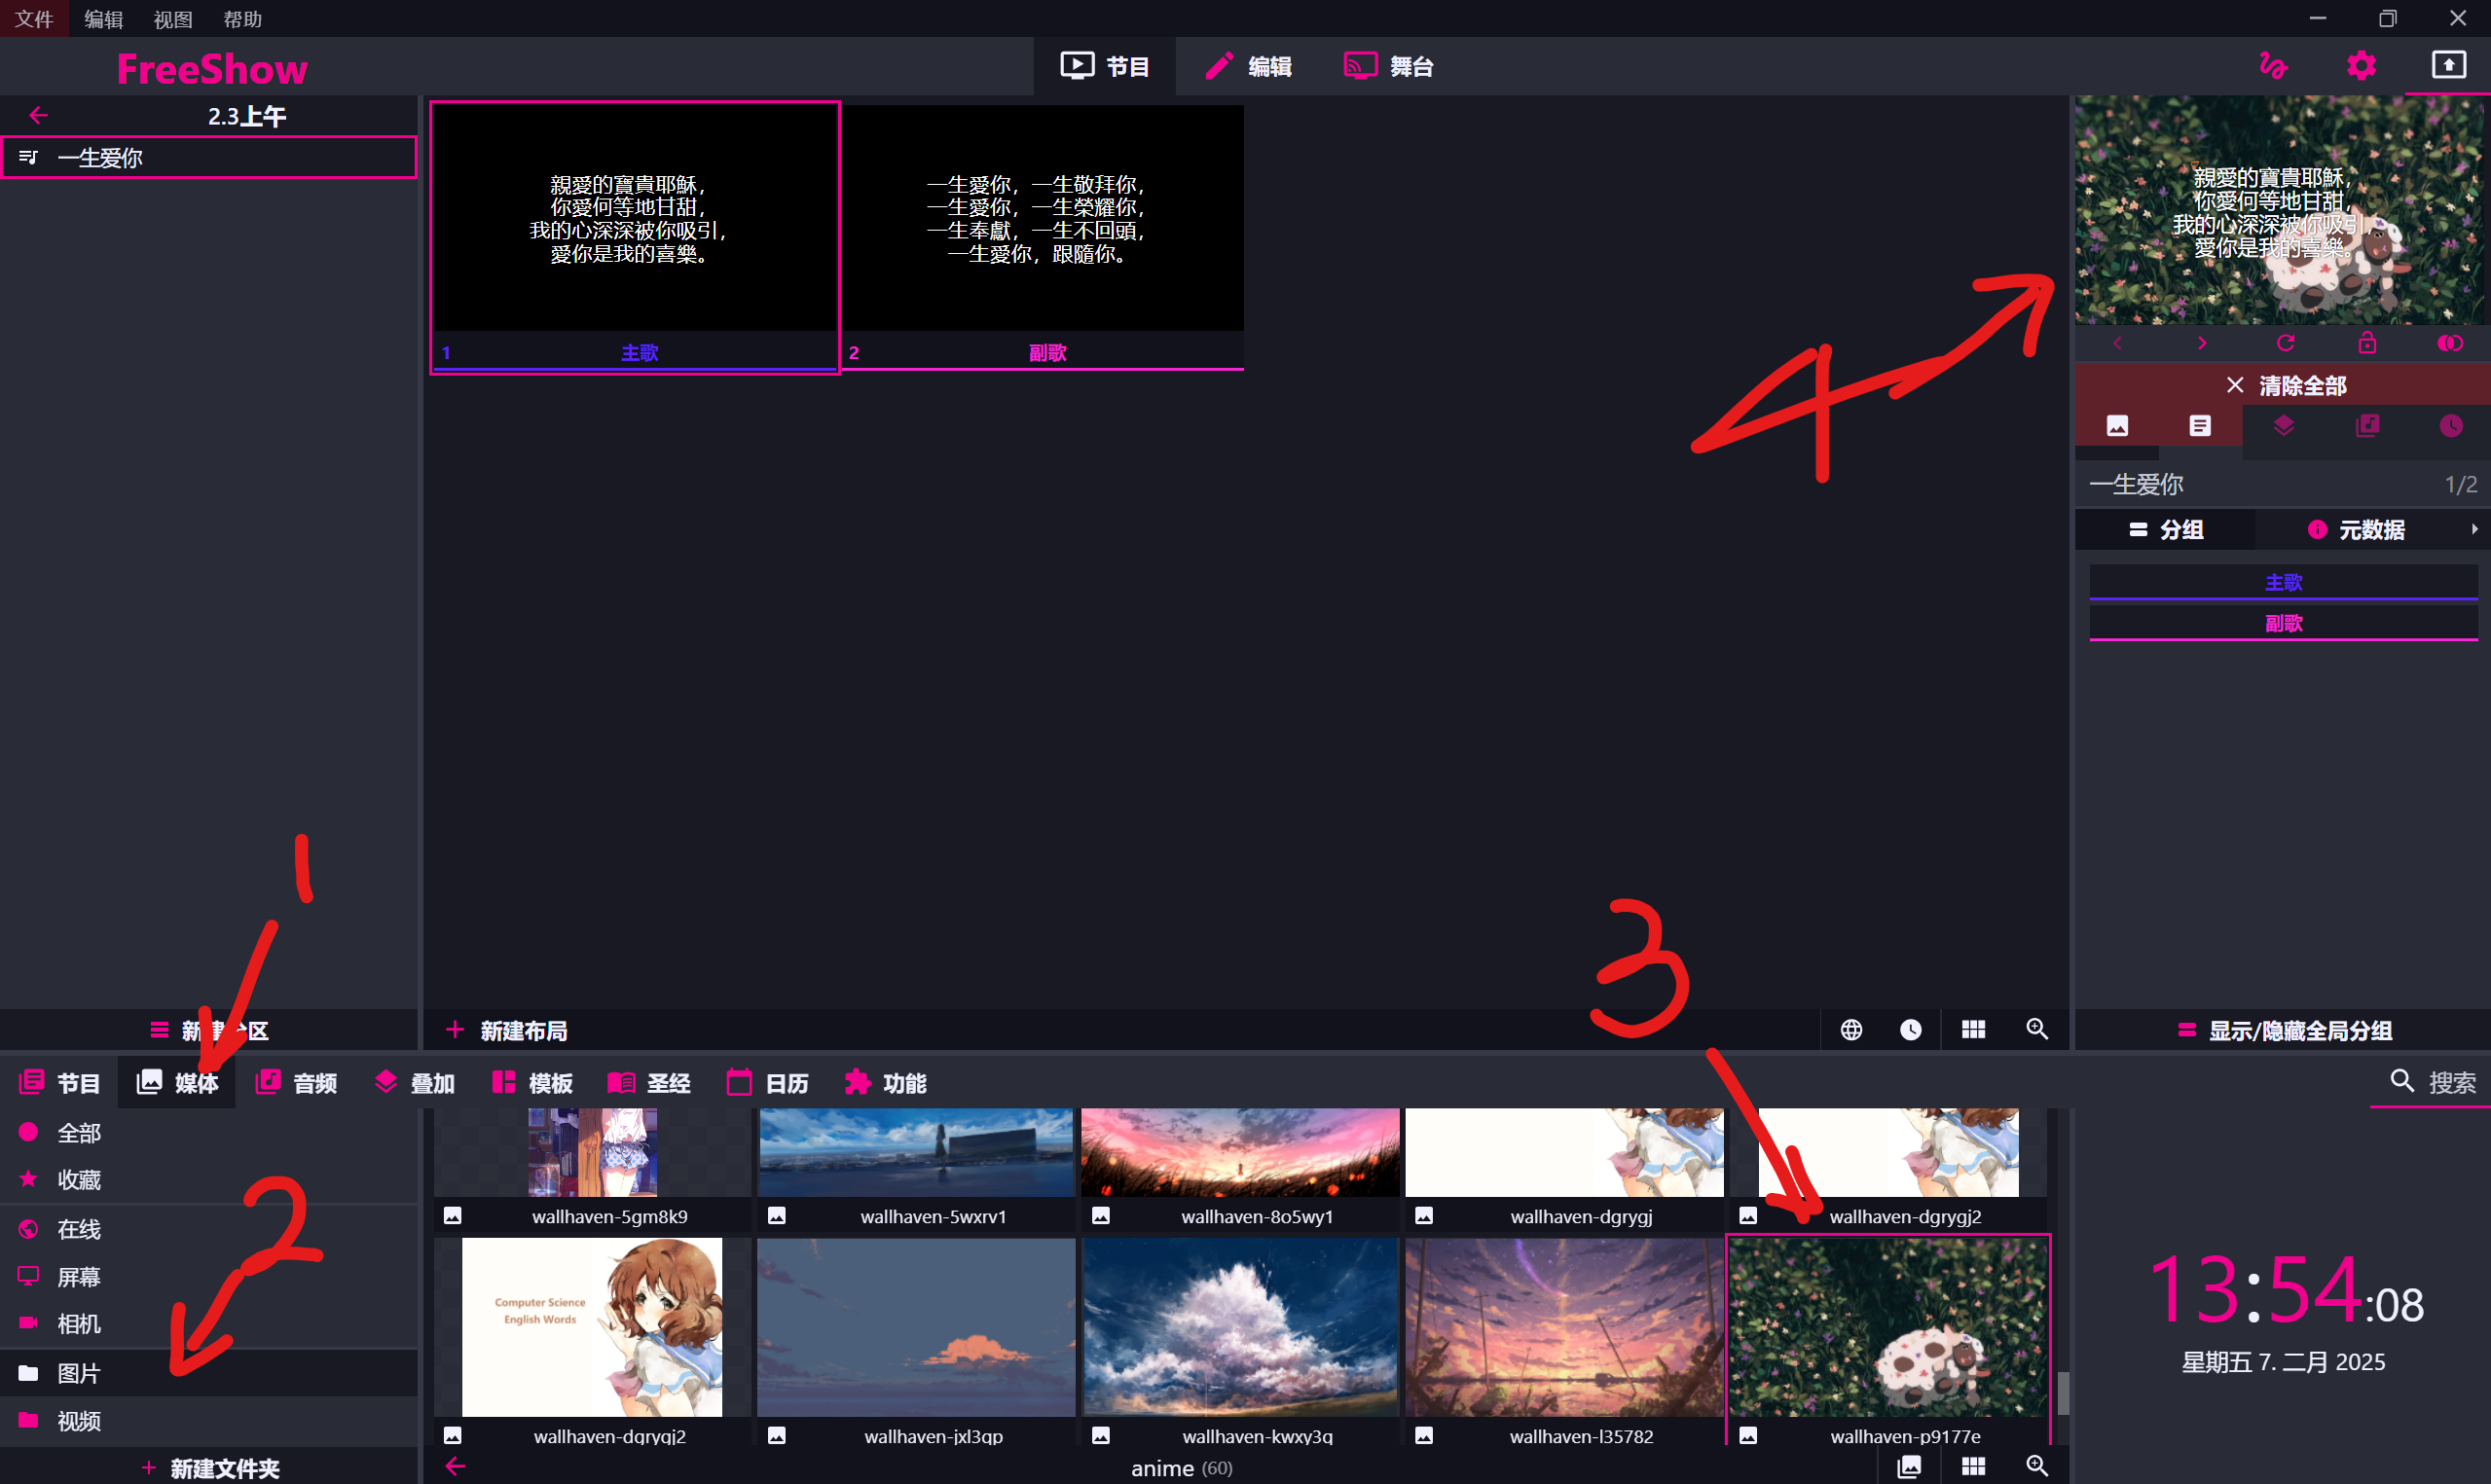 文件 编辑 视图 帮助
FreeShow
节目 编辑 舞台
2.3上午
一生爱你
親愛的寶貴耶穌，
你愛何等地甘甜，
我的心深深被你吸引，
愛你是我的喜樂。
1 主歌
一生愛你，一生敬拜你，
一生愛你，一生榮耀你，
一生奉獻，一生不回頭，
一生愛你，跟隨你。
2 副歌
親愛的寶貴耶穌，
你愛何等地甘甜，
我的心深深被你吸引，
愛你是我的喜樂。
4
清除全部
一生爱你 1/2
分组 元数据
主歌
副歌
1
3
新建分区
新建布局
显示/隐藏全局分组
节目 媒体 音频 叠加 模板 圣经 日历 功能
搜索
全部
收藏
在线
屏幕
相机
图片
视频
新建文件夹
2
wallhaven-5gm8k9
wallhaven-5wxrv1
wallhaven-8o5wy1
wallhaven-dgrygj
wallhaven-dgrygj2
Computer Science
English Words
wallhaven-dgrygj2
wallhaven-jxl3qp
wallhaven-kwxy3q
wallhaven-l35782
wallhaven-p9177e
anime (60)
13:54:08
星期五 7. 二月 2025